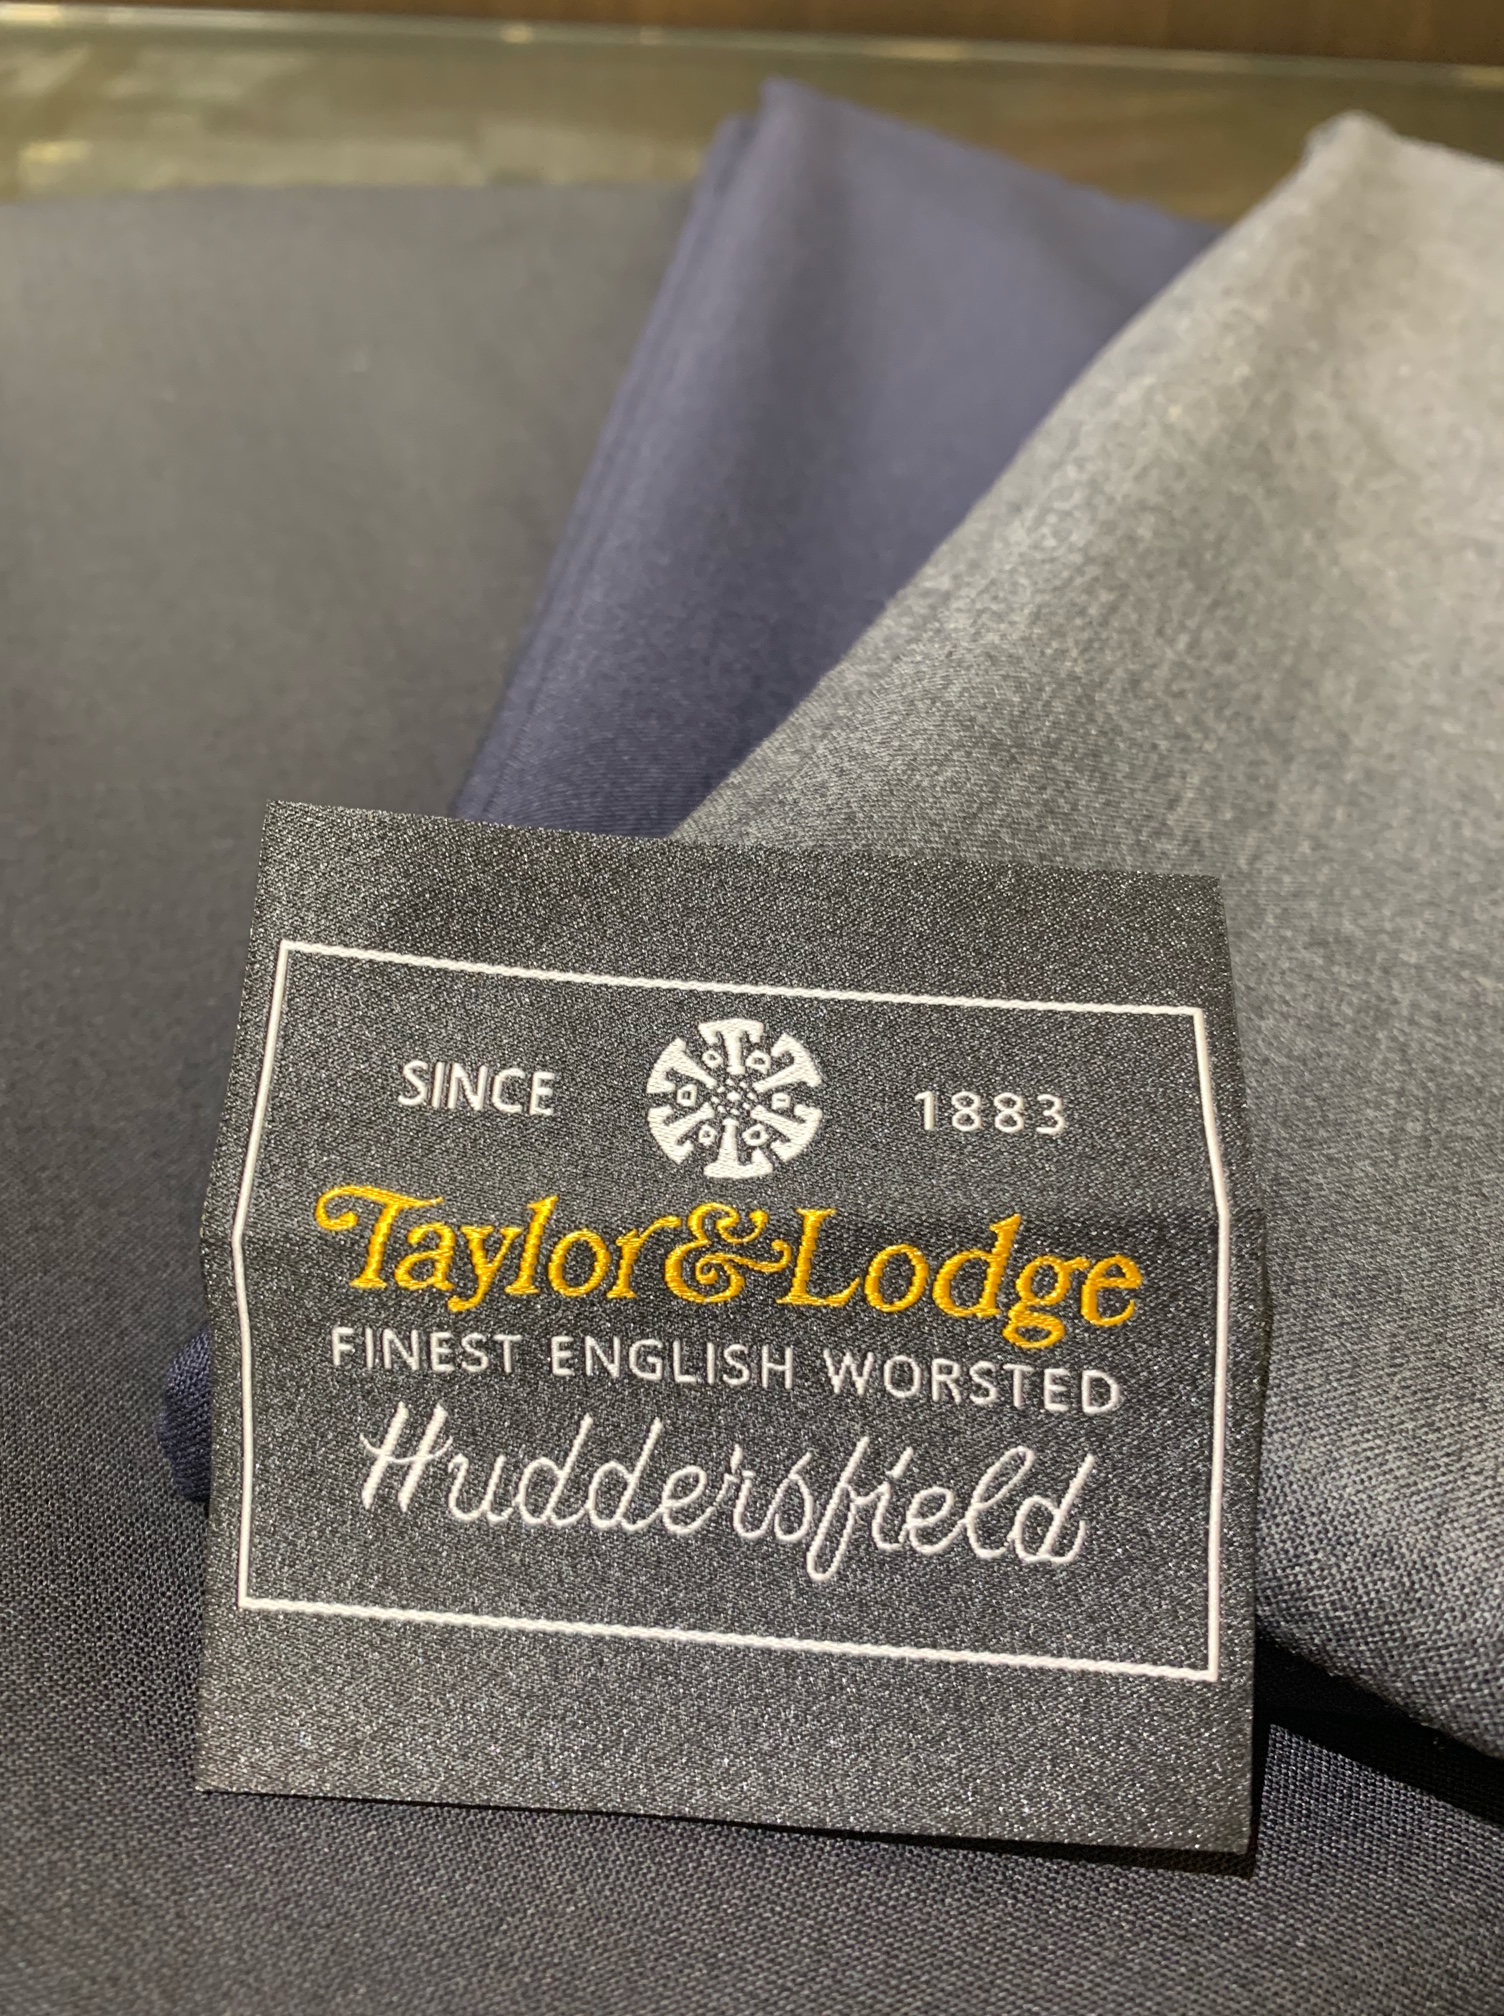 SINCE 1883
Taylor&Lodge
FINEST ENGLISH WORSTED
Huddersfield